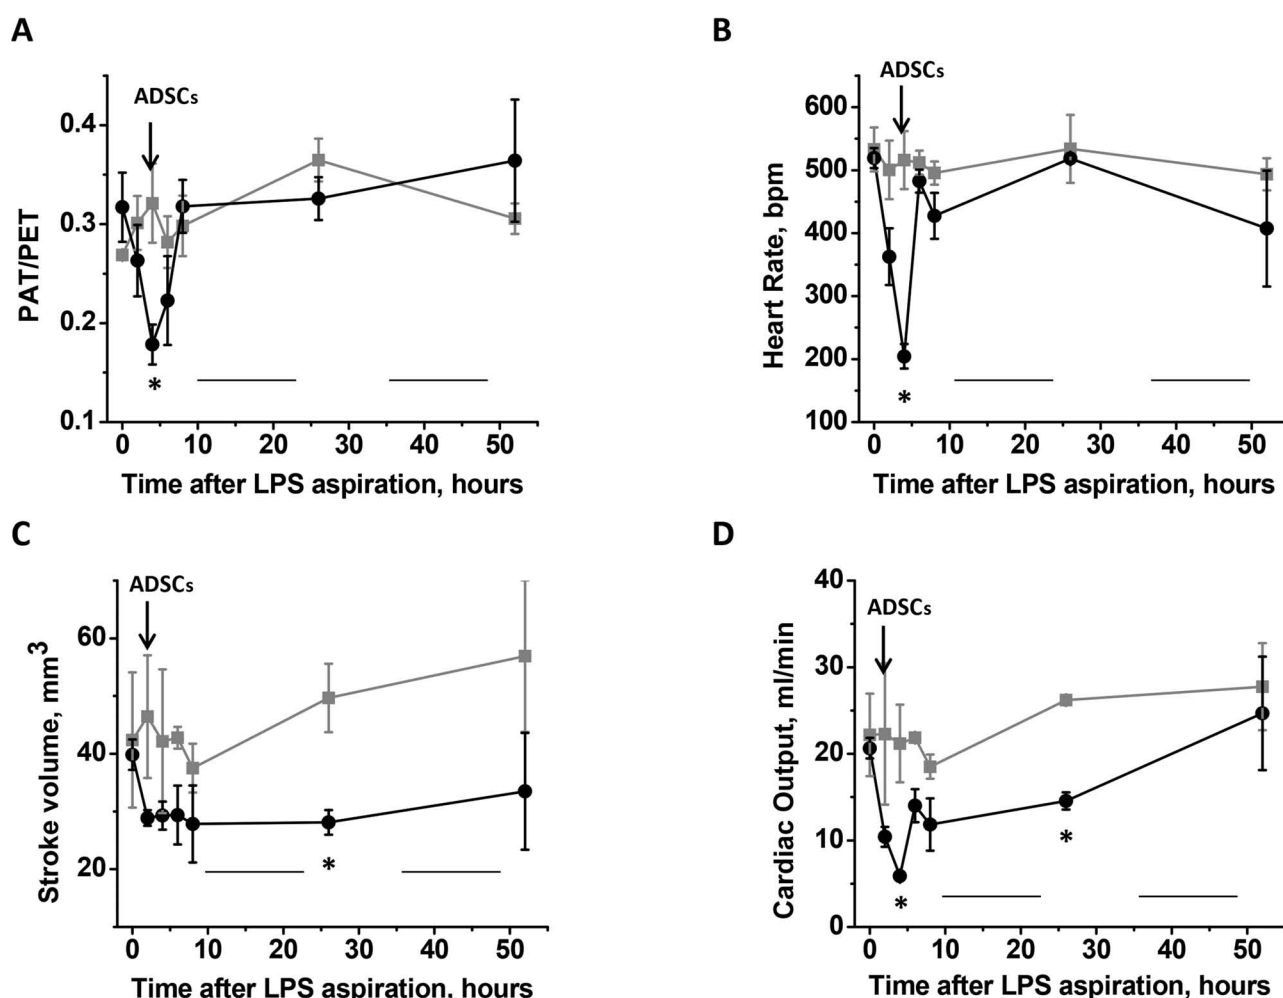 A
ADSCs
PAT/PET
0.4
0.3
0.2
0.1
*
0 10 20 30 40 50
Time after LPS aspiration, hours
B
ADSCs
Heart Rate, bpm
600
500
400
300
200
100
*
0 10 20 30 40 50
Time after LPS aspiration, hours
C
ADSCs
Stroke volume, mm3
60
40
20
*
0 10 20 30 40 50
Time after LPS aspiration, hours
D
ADSCs
Cardiac Output, ml/min
40
30
20
10
0
*
*
0 10 20 30 40 50
Time after LPS aspiration, hours